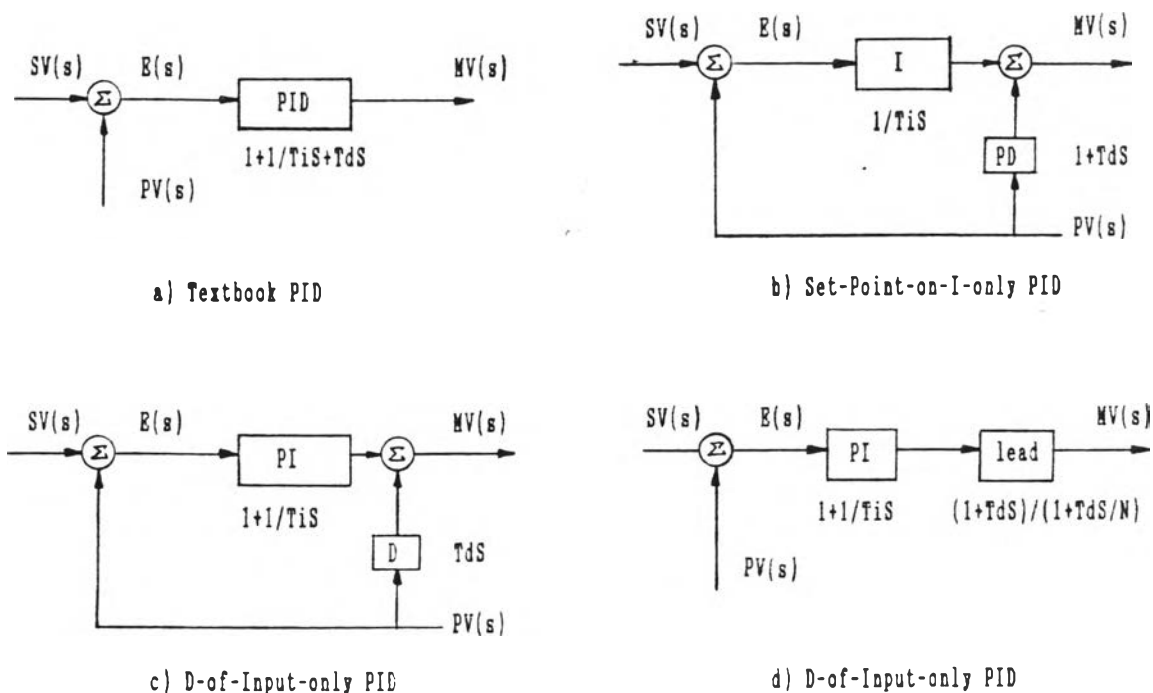 SV(s) E(s) MV(s)
Σ PID
1+1/TiS+TdS
PV(s)
a) Textbook PID
SV(s) E(s) MV(s)
Σ I Σ
1/TiS
PD 1+TdS
PV(s)
b) Set-Point-on-I-only PID
SV(s) E(s) MV(s)
Σ PI Σ
1+1/TiS
D TdS
PV(s)
c) D-of-Input-only PID
SV(s) E(s) MV(s)
Σ PI lead
1+1/TiS (1+TdS)/(1+TdS/N)
PV(s)
d) D-of-Input-only PID